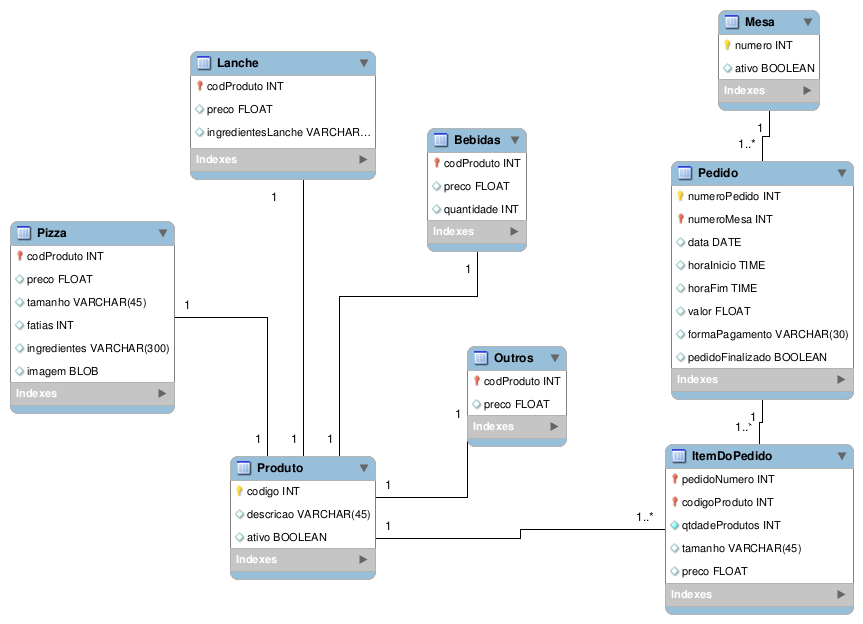 Mesa
numero INT
ativo BOOLEAN
Indexes
1
1..*
Lanche
codProduto INT
preco FLOAT
ingredientesLanche VARCHAR...
Indexes
1
Bebidas
codProduto INT
preco FLOAT
quantidade INT
Indexes
1
Pedido
numeroPedido INT
numeroMesa INT
data DATE
horaInicio TIME
horaFim TIME
valor FLOAT
formaPagamento VARCHAR(30)
pedidoFinalizado BOOLEAN
Indexes
1
1..*
Pizza
codProduto INT
preco FLOAT
tamanho VARCHAR(45)
fatias INT
ingredientes VARCHAR(300)
imagem BLOB
Indexes
1
Outros
codProduto INT
preco FLOAT
Indexes
1
1
1
1
Produto
codigo INT
descricao VARCHAR(45)
ativo BOOLEAN
Indexes
1
1
1..*
ItemDoPedido
pedidoNumero INT
codigoProduto INT
qtdadeProdutos INT
tamanho VARCHAR(45)
preco FLOAT
Indexes